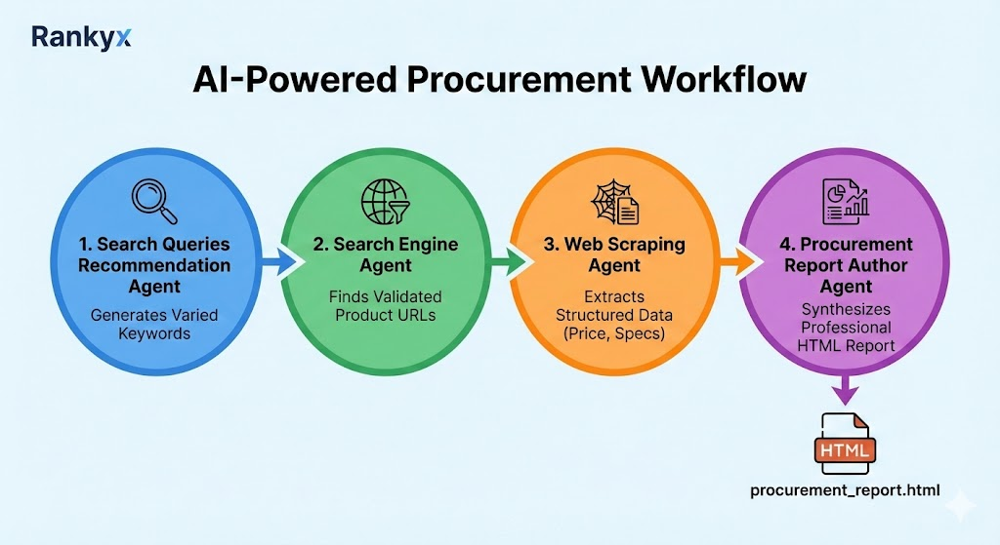 Rankyx
AI-Powered Procurement Workflow
1. Search Queries
Recommendation
Agent
Generates Varied
Keywords
2. Search Engine
Agent
Finds Validated
Product URLs
3. Web Scraping
Agent
Extracts
Structured Data
(Price, Specs)
4. Procurement
Report Author
Agent
Synthesizes
Professional
HTML Report
HTML
procurement_report.html